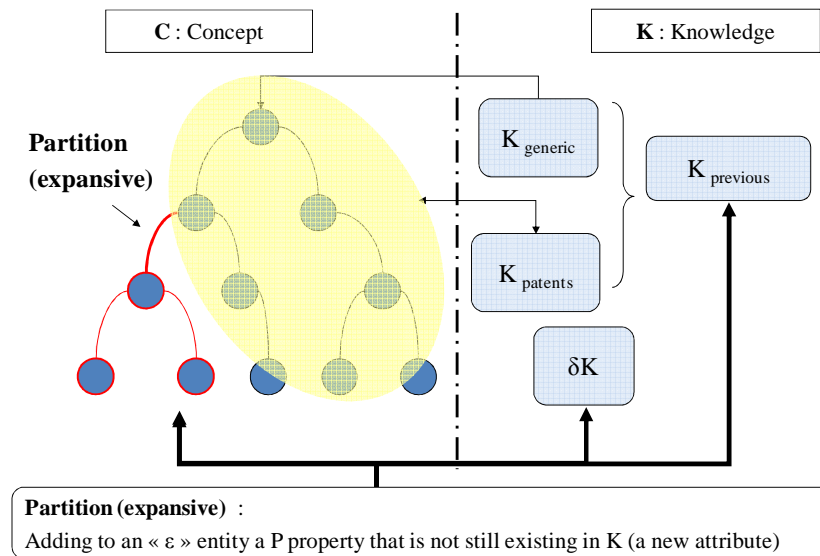 C : Concept
K : Knowledge
Partition
(expansive)
K generic
K previous
K patents
δK
Partition (expansive) :
Adding to an « ε » entity a P property that is not still existing in K (a new attribute)